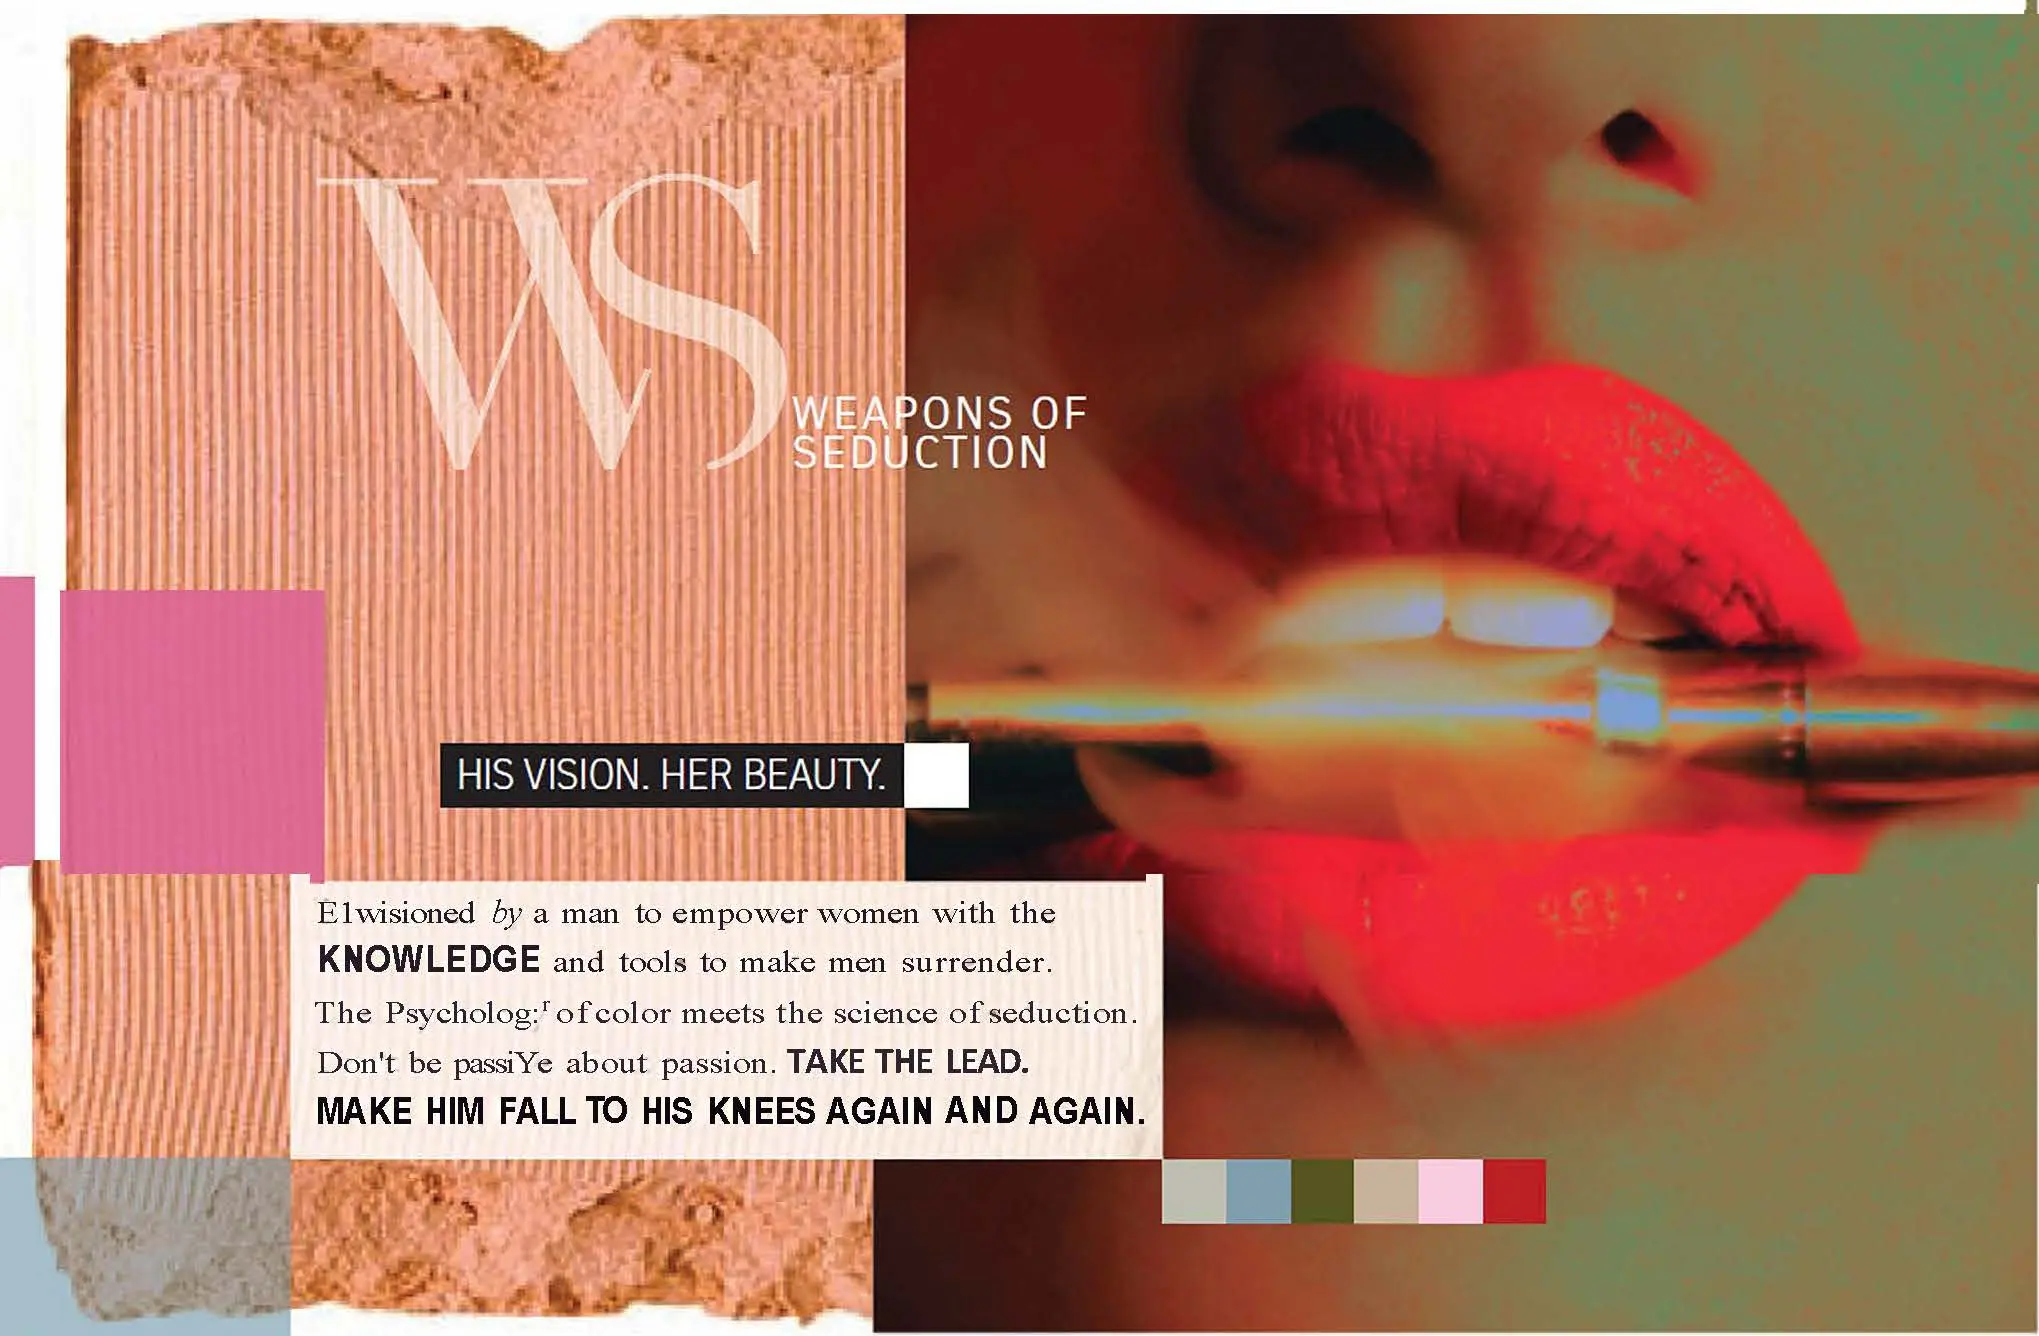 WS
WEAPONS OF
SEDUCTION
HIS VISION. HER BEAUTY.
E1wisioned by a man to empower women with the
KNOWLEDGE and tools to make men surrender.
The Psycholog:r of color meets the science of seduction.
Don't be passiYe about passion. TAKE THE LEAD.
MAKE HIM FALL TO HIS KNEES AGAIN AND AGAIN.